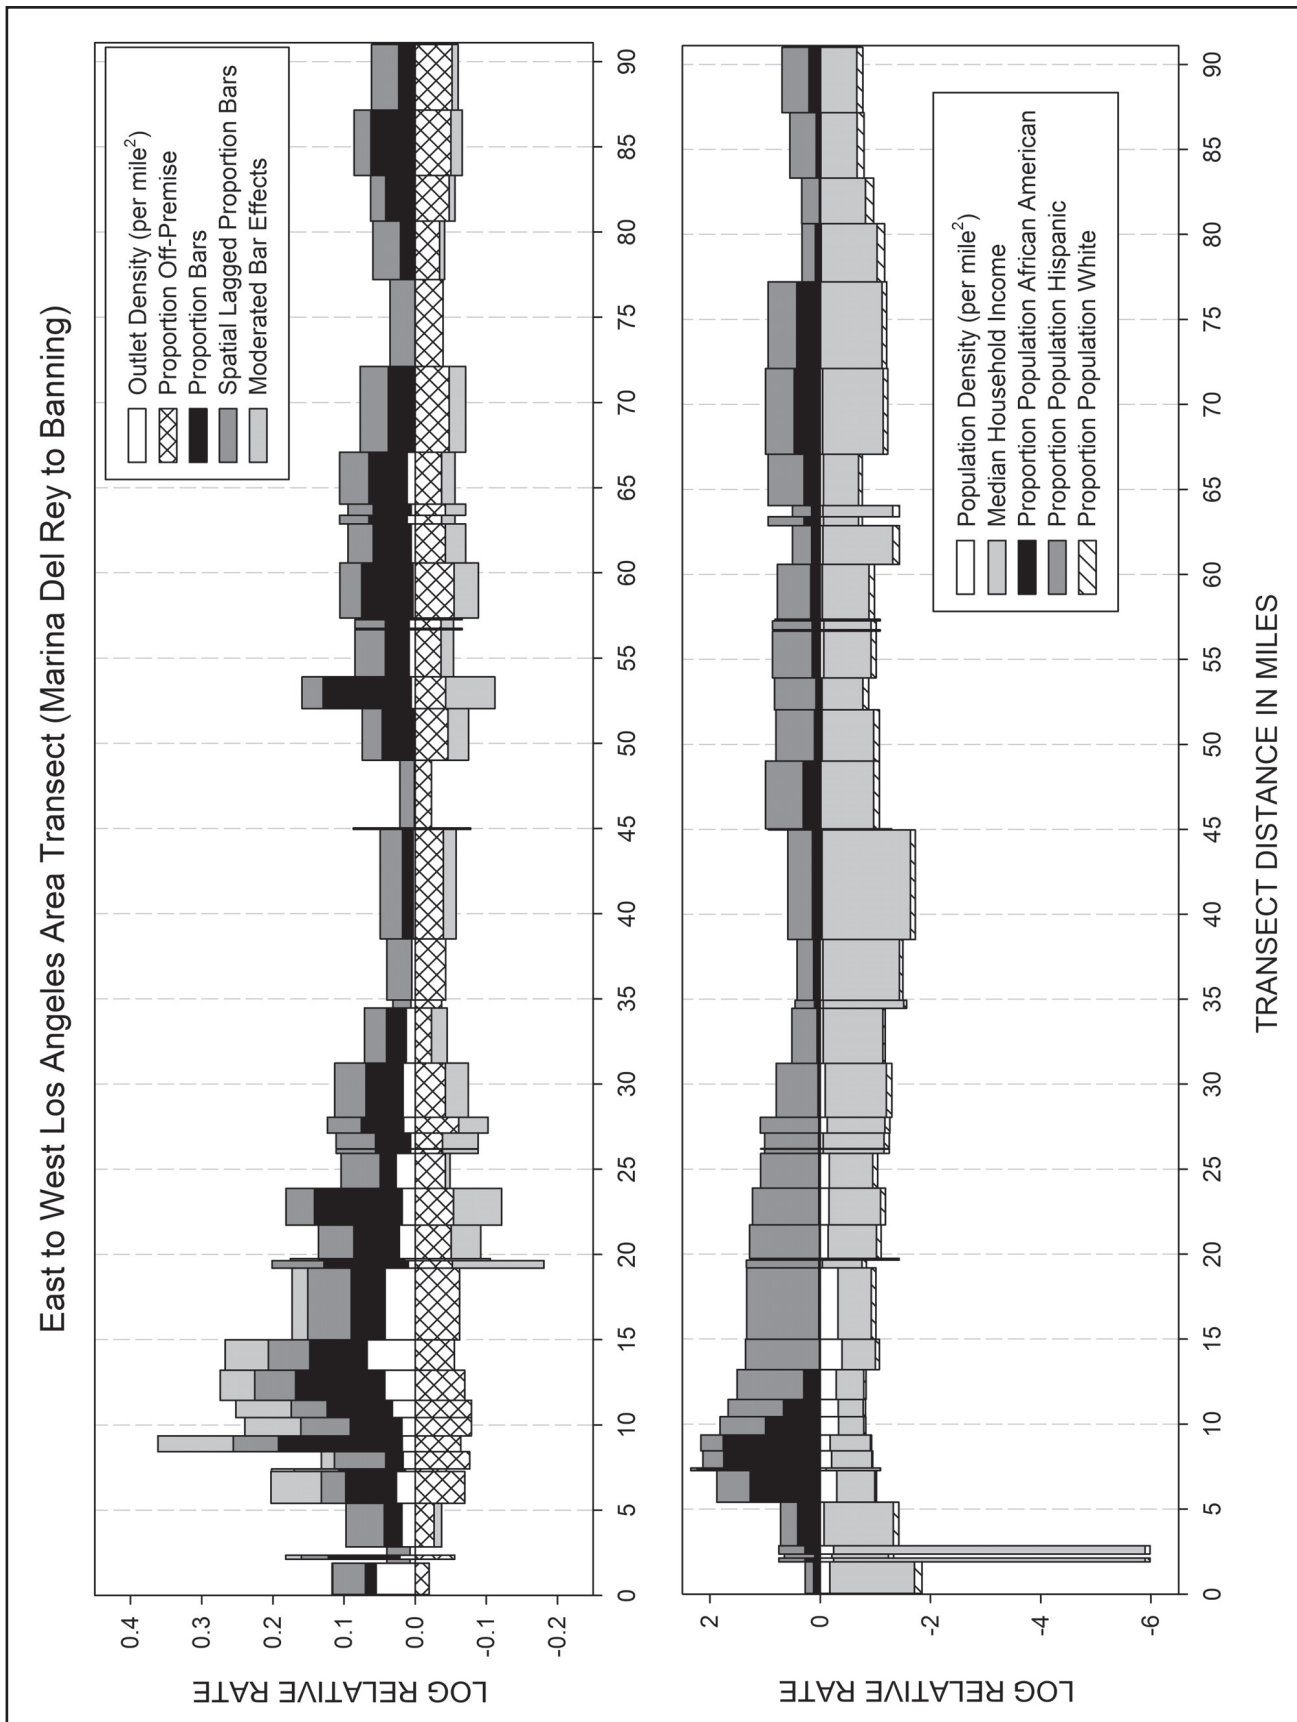 East to West Los Angeles Area Transect (Marina Del Rey to Banning)
LOG RELATIVE RATE
0.4
0.3
0.2
0.1
0.0
-0.1
-0.2
0 5 10 15 20 25 30 35 40 45 50 55 60 65 70 75 80 85 90
Outlet Density (per mile²)
Proportion Off-Premise
Proportion Bars
Spatial Lagged Proportion Bars
Moderated Bar Effects
LOG RELATIVE RATE
2
0
-2
-4
-6
0 5 10 15 20 25 30 35 40 45 50 55 60 65 70 75 80 85 90
Population Density (per mile²)
Median Household Income
Proportion Population African American
Proportion Population Hispanic
Proportion Population White
TRANSECT DISTANCE IN MILES